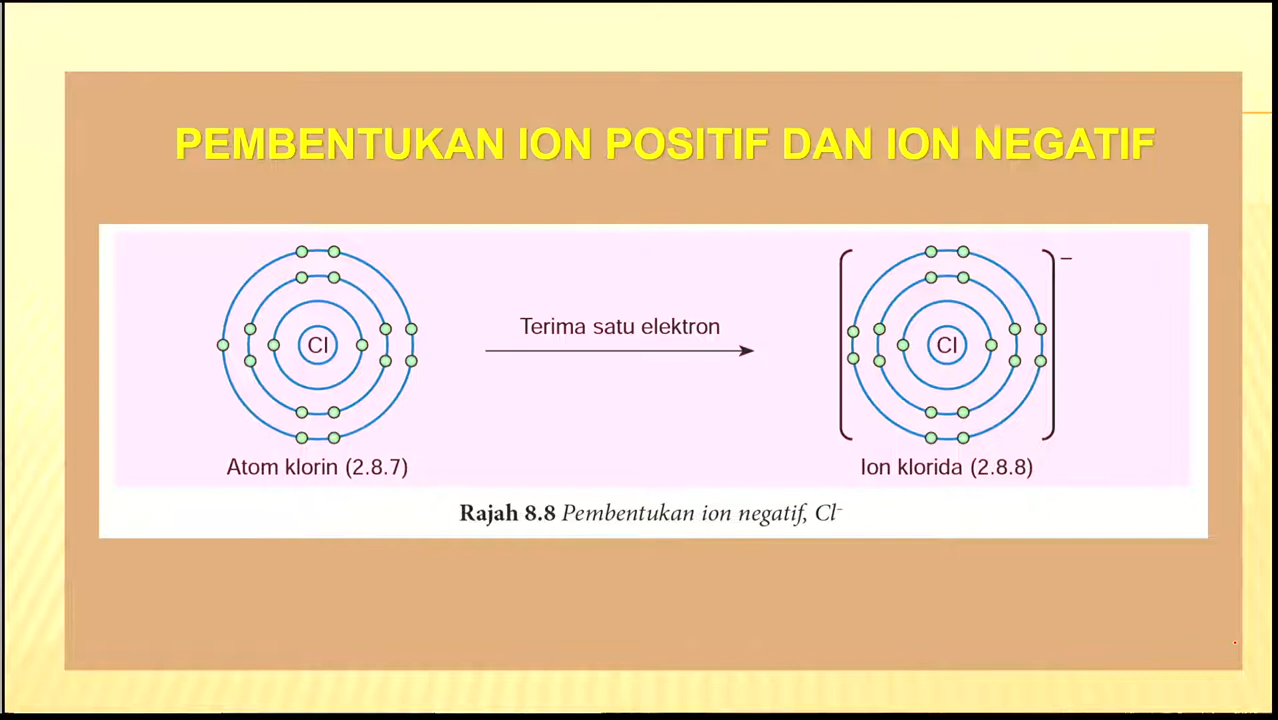 PEMBENTUKAN ION POSITIF DAN ION NEGATIF
Cl
Terima satu elektron
Cl
–
Atom klorin (2.8.7)
Ion klorida (2.8.8)
Rajah 8.8 Pembentukan ion negatif, Cl⁻